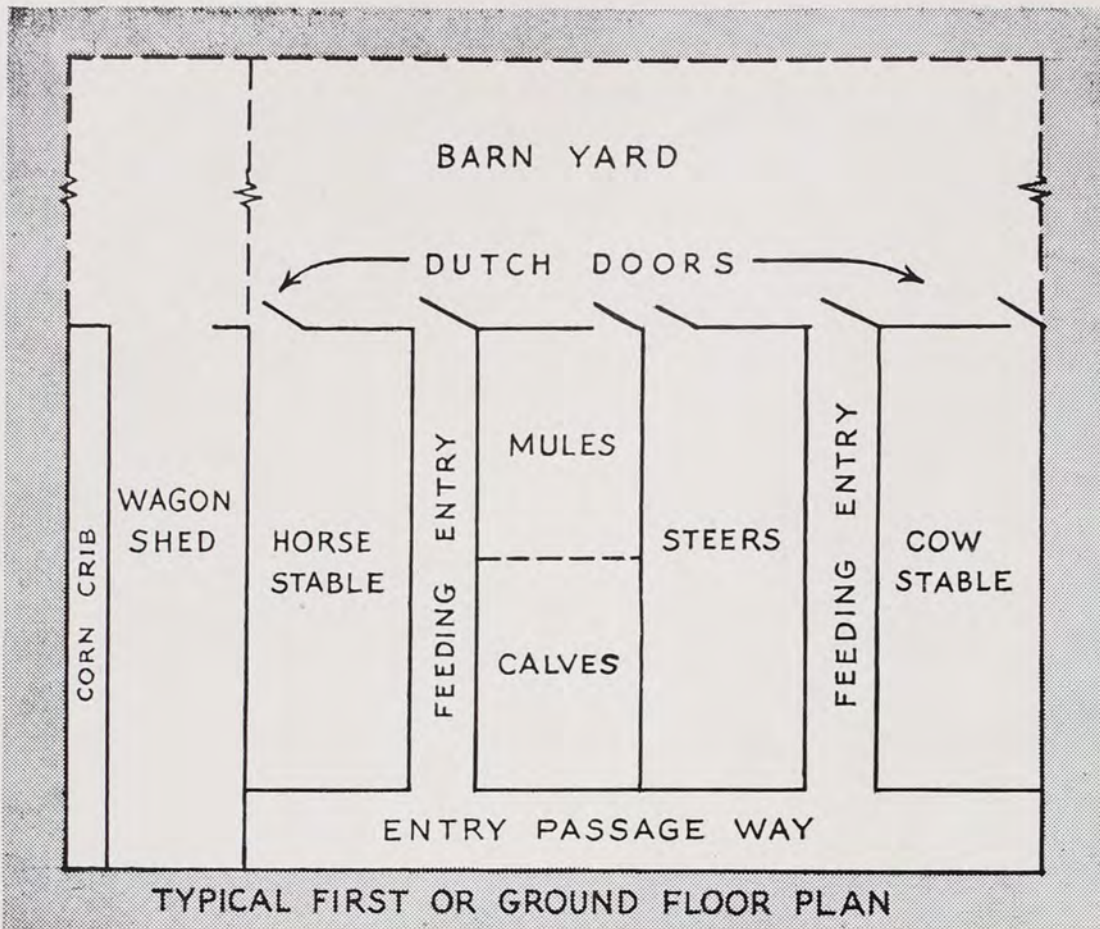 BARN YARD
DUTCH DOORS
CORN CRIB
WAGON
SHED
HORSE
STABLE
FEEDING ENTRY
MULES
CALVES
STEERS
FEEDING ENTRY
COW
STABLE
ENTRY PASSAGE WAY
TYPICAL FIRST OR GROUND FLOOR PLAN